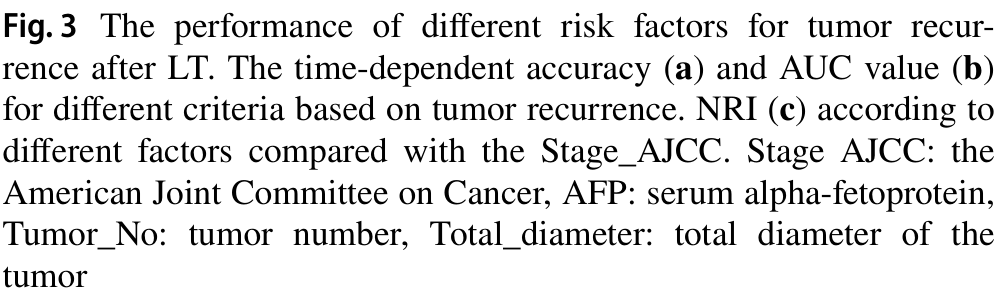 Fig. 3 The performance of different risk factors for tumor recur-
rence after LT. The time-dependent accuracy (a) and AUC value (b)
for different criteria based on tumor recurrence. NRI (c) according to
different factors compared with the Stage_AJCC. Stage AJCC: the
American Joint Committee on Cancer, AFP: serum alpha-fetoprotein,
Tumor_No: tumor number, Total_diameter: total diameter of the
tumor